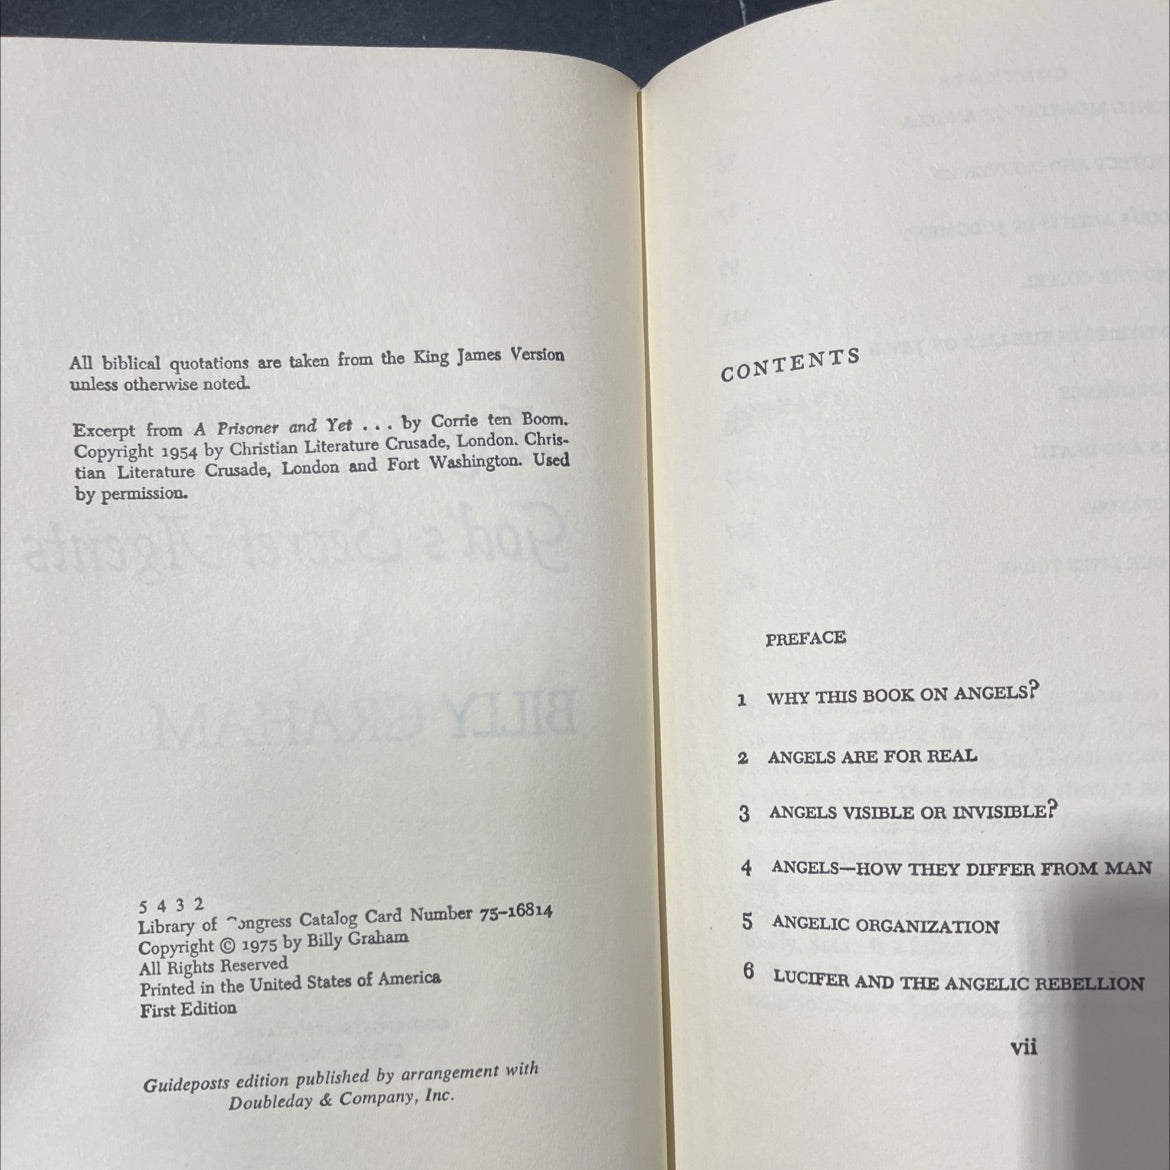 All biblical quotations are taken from the King James Version
unless otherwise noted.
Excerpt from A Prisoner and Yet . . . by Corrie ten Boom.
Copyright 1954 by Christian Literature Crusade, London. Chris-
tian Literature Crusade, London and Fort Washington. Used
by permission.
God's Secret Agents
BILLY GRAHAM
5 4 3 2
Library of Congress Catalog Card Number 75-16814
Copyright © 1975 by Billy Graham
All Rights Reserved
Printed in the United States of America
First Edition
Guideposts edition published by arrangement with
Doubleday & Company, Inc.
CONTENTS
PREFACE
1 WHY THIS BOOK ON ANGELS?
2 ANGELS ARE FOR REAL
3 ANGELS VISIBLE OR INVISIBLE?
4 ANGELS—HOW THEY DIFFER FROM MAN
5 ANGELIC ORGANIZATION
6 LUCIFER AND THE ANGELIC REBELLION
vii